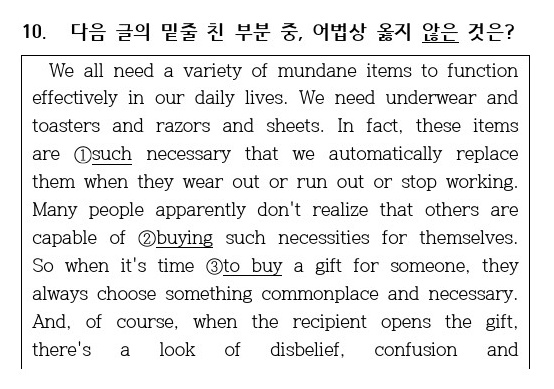 10. 다음 글의 밑줄 친 부분 중, 어법상 옳지 않은 것은?
We all need a variety of mundane items to function
effectively in our daily lives. We need underwear and
toasters and razors and sheets. In fact, these items
are ①such necessary that we automatically replace
them when they wear out or run out or stop working.
Many people apparently don't realize that others are
capable of ②buying such necessities for themselves.
So when it's time ③to buy a gift for someone, they
always choose something commonplace and necessary.
And, of course, when the recipient opens the gift,
there's a look of disbelief, confusion and